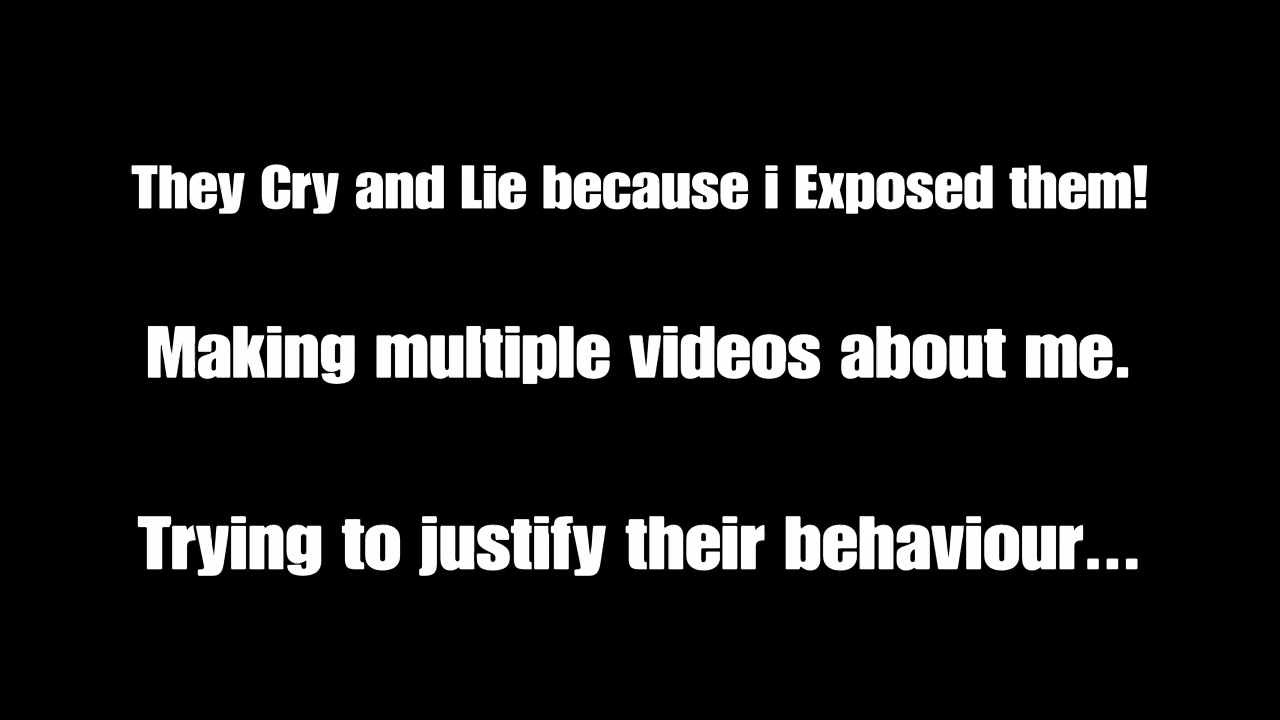 They Cry and Lie because i Exposed them!
Making multiple videos about me.
Trying to justify their behaviour...